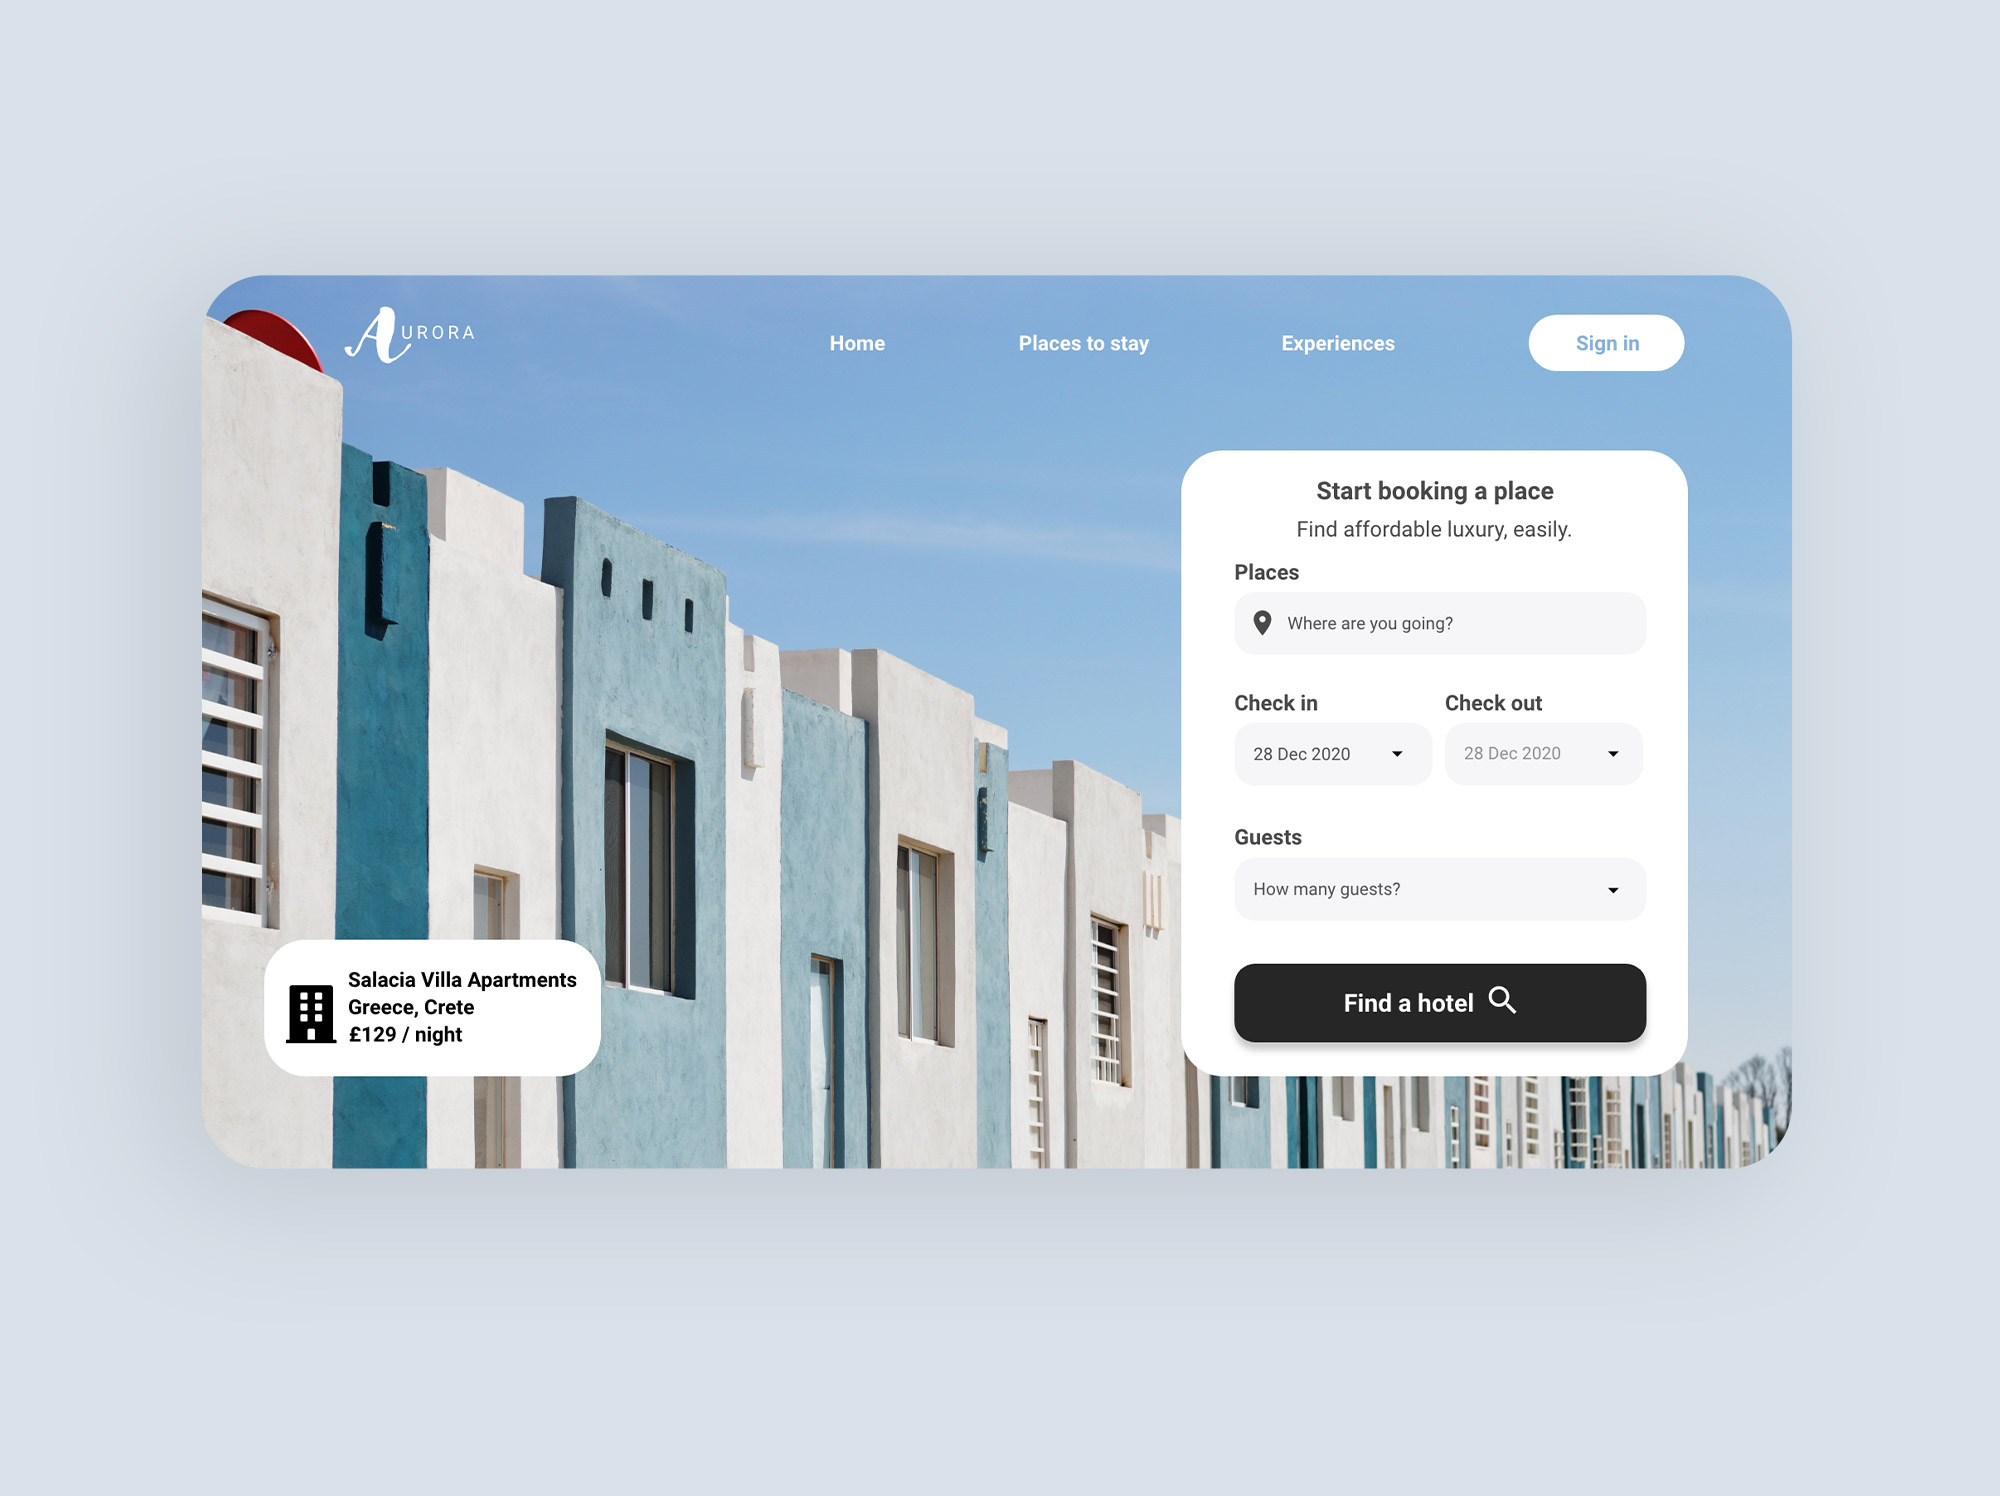 AURORA
Home
Places to stay
Experiences
Sign in
Start booking a place
Find affordable luxury, easily.
Places
Where are you going?
Check in
Check out
28 Dec 2020
28 Dec 2020
Guests
How many guests?
Find a hotel
Salacia Villa Apartments
Greece, Crete
£129 / night